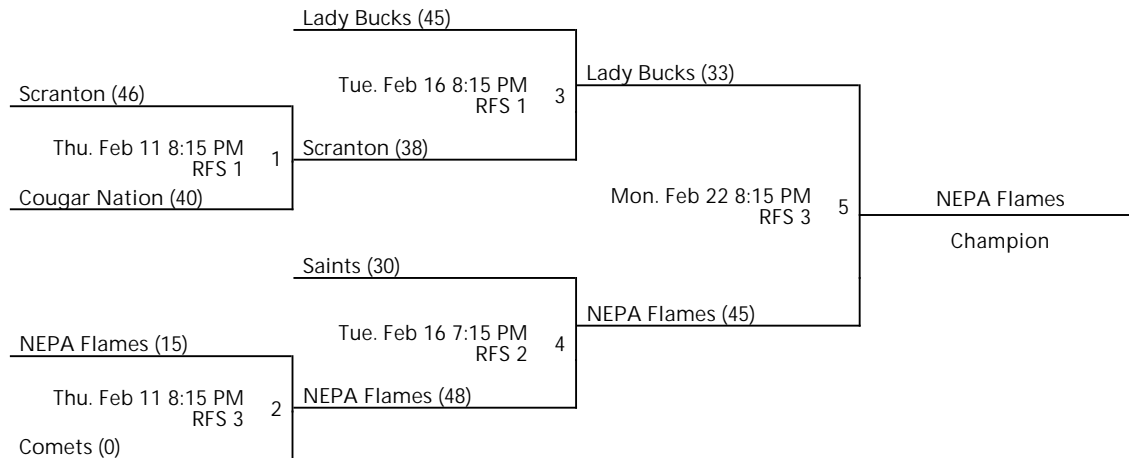 Lady Bucks (45)
Tue. Feb 16 8:15 PM
RFS 1
3
Lady Bucks (33)
Scranton (46)
Thu. Feb 11 8:15 PM
RFS 1
1
Scranton (38)
Cougar Nation (40)
Mon. Feb 22 8:15 PM
RFS 3
5
NEPA Flames
Champion
Saints (30)
Tue. Feb 16 7:15 PM
RFS 2
4
NEPA Flames (45)
NEPA Flames (15)
Thu. Feb 11 8:15 PM
RFS 3
2
NEPA Flames (48)
Comets (0)